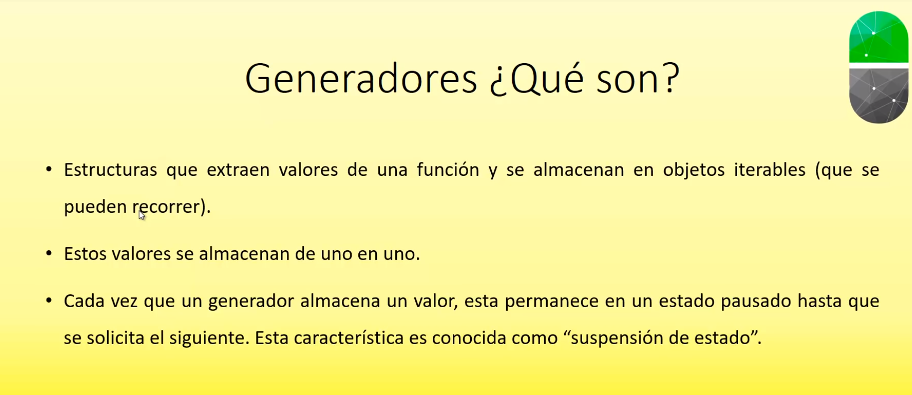 Generadores ¿Qué son?
• Estructuras que extraen valores de una función y se almacenan en objetos iterables (que se
pueden recorrer).
• Estos valores se almacenan de uno en uno.
• Cada vez que un generador almacena un valor, esta permanece en un estado pausado hasta que
se solicita el siguiente. Esta característica es conocida como “suspensión de estado”.